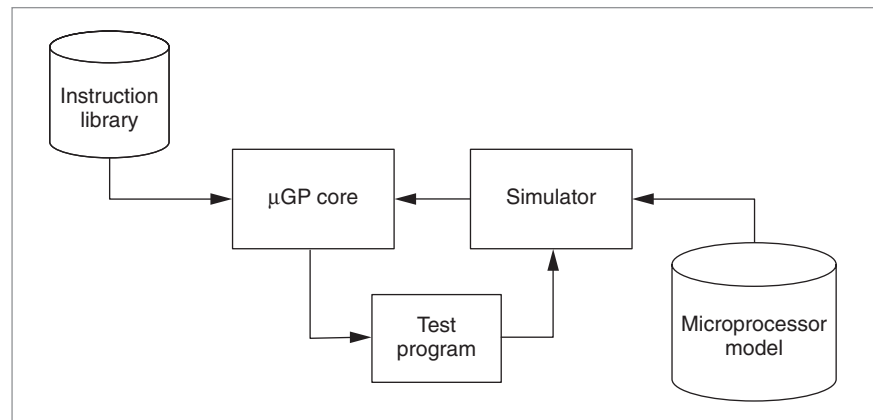 Instruction
library
μGP core
Simulator
Test
program
Microprocessor
model